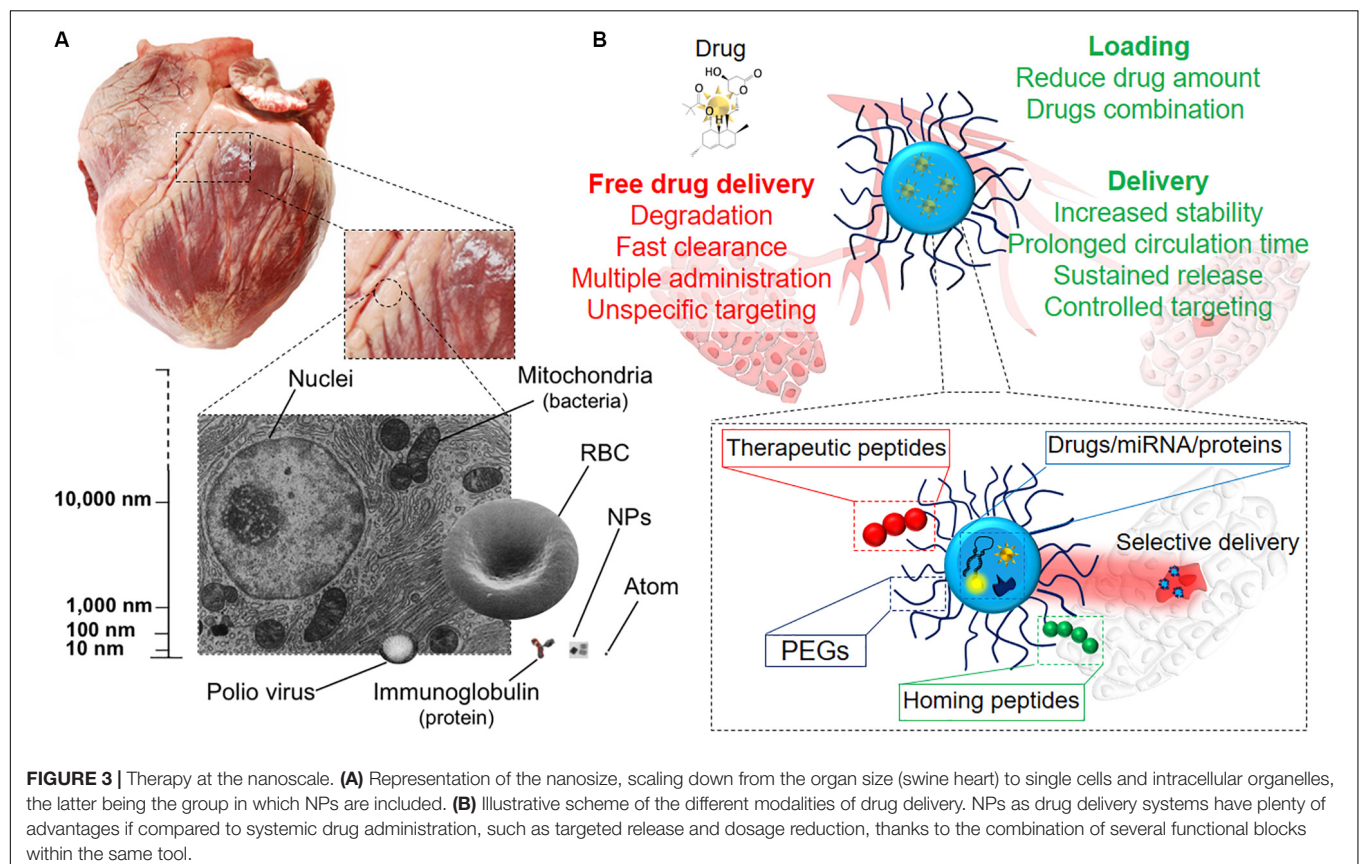 A
Nuclei
Mitochondria
(bacteria)
RBC
NPs
Atom
10,000 nm
1,000 nm
100 nm
10 nm
Polio virus
Immunoglobulin
(protein)
B
Drug
HO
O
O
O
O
H
Loading
Reduce drug amount
Drugs combination
Free drug delivery
Degradation
Fast clearance
Multiple administration
Unspecific targeting
Delivery
Increased stability
Prolonged circulation time
Sustained release
Controlled targeting
Therapeutic peptides
Drugs/miRNA/proteins
Selective delivery
PEGs
Homing peptides
FIGURE 3 | Therapy at the nanoscale. (A) Representation of the nanosize, scaling down from the organ size (swine heart) to single cells and intracellular organelles,
the latter being the group in which NPs are included. (B) Illustrative scheme of the different modalities of drug delivery. NPs as drug delivery systems have plenty of
advantages if compared to systemic drug administration, such as targeted release and dosage reduction, thanks to the combination of several functional blocks
within the same tool.